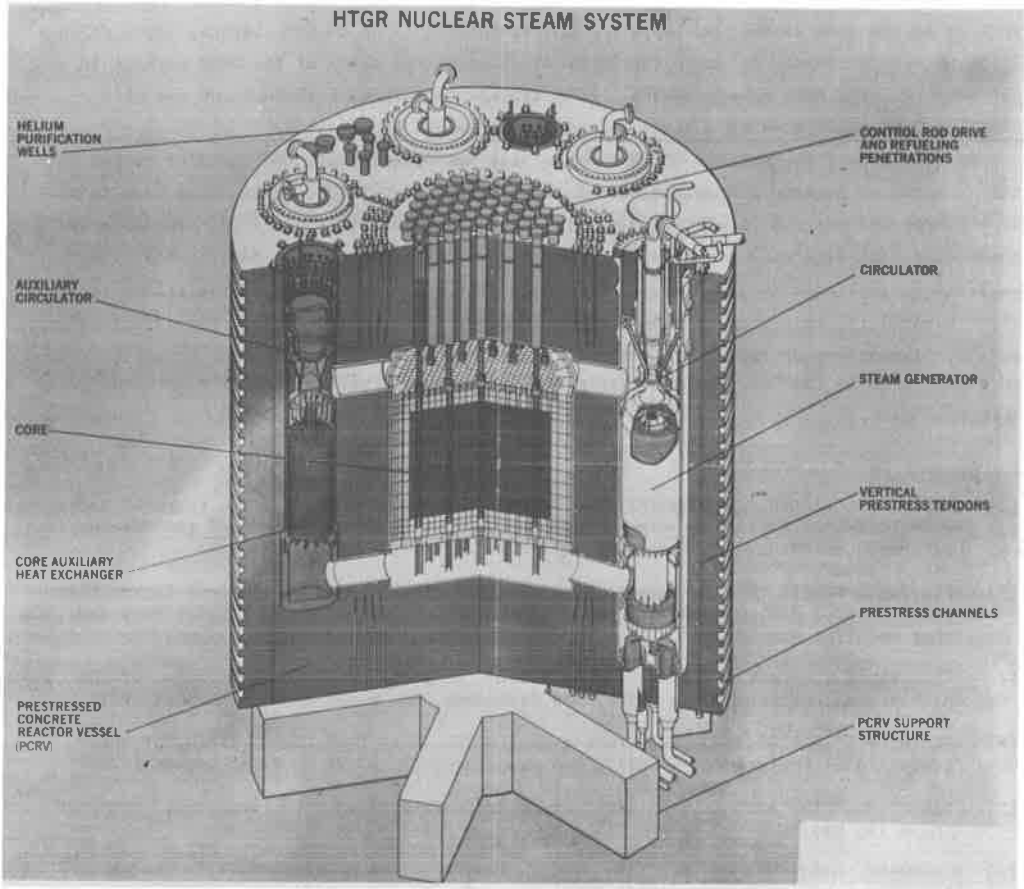 HTGR NUCLEAR STEAM SYSTEM
HELIUM
PURIFICATION
WELLS
CONTROL ROD DRIVE
AND REFUELING
PENETRATIONS
AUXILIARY
CIRCULATOR
CIRCULATOR
STEAM GENERATOR
CORE
VERTICAL
PRESTRESS TENDONS
CORE AUXILIARY
HEAT EXCHANGER
PRESTRESS CHANNELS
PRESTRESSED
CONCRETE
REACTOR VESSEL
(PCRV)
PCRV SUPPORT
STRUCTURE